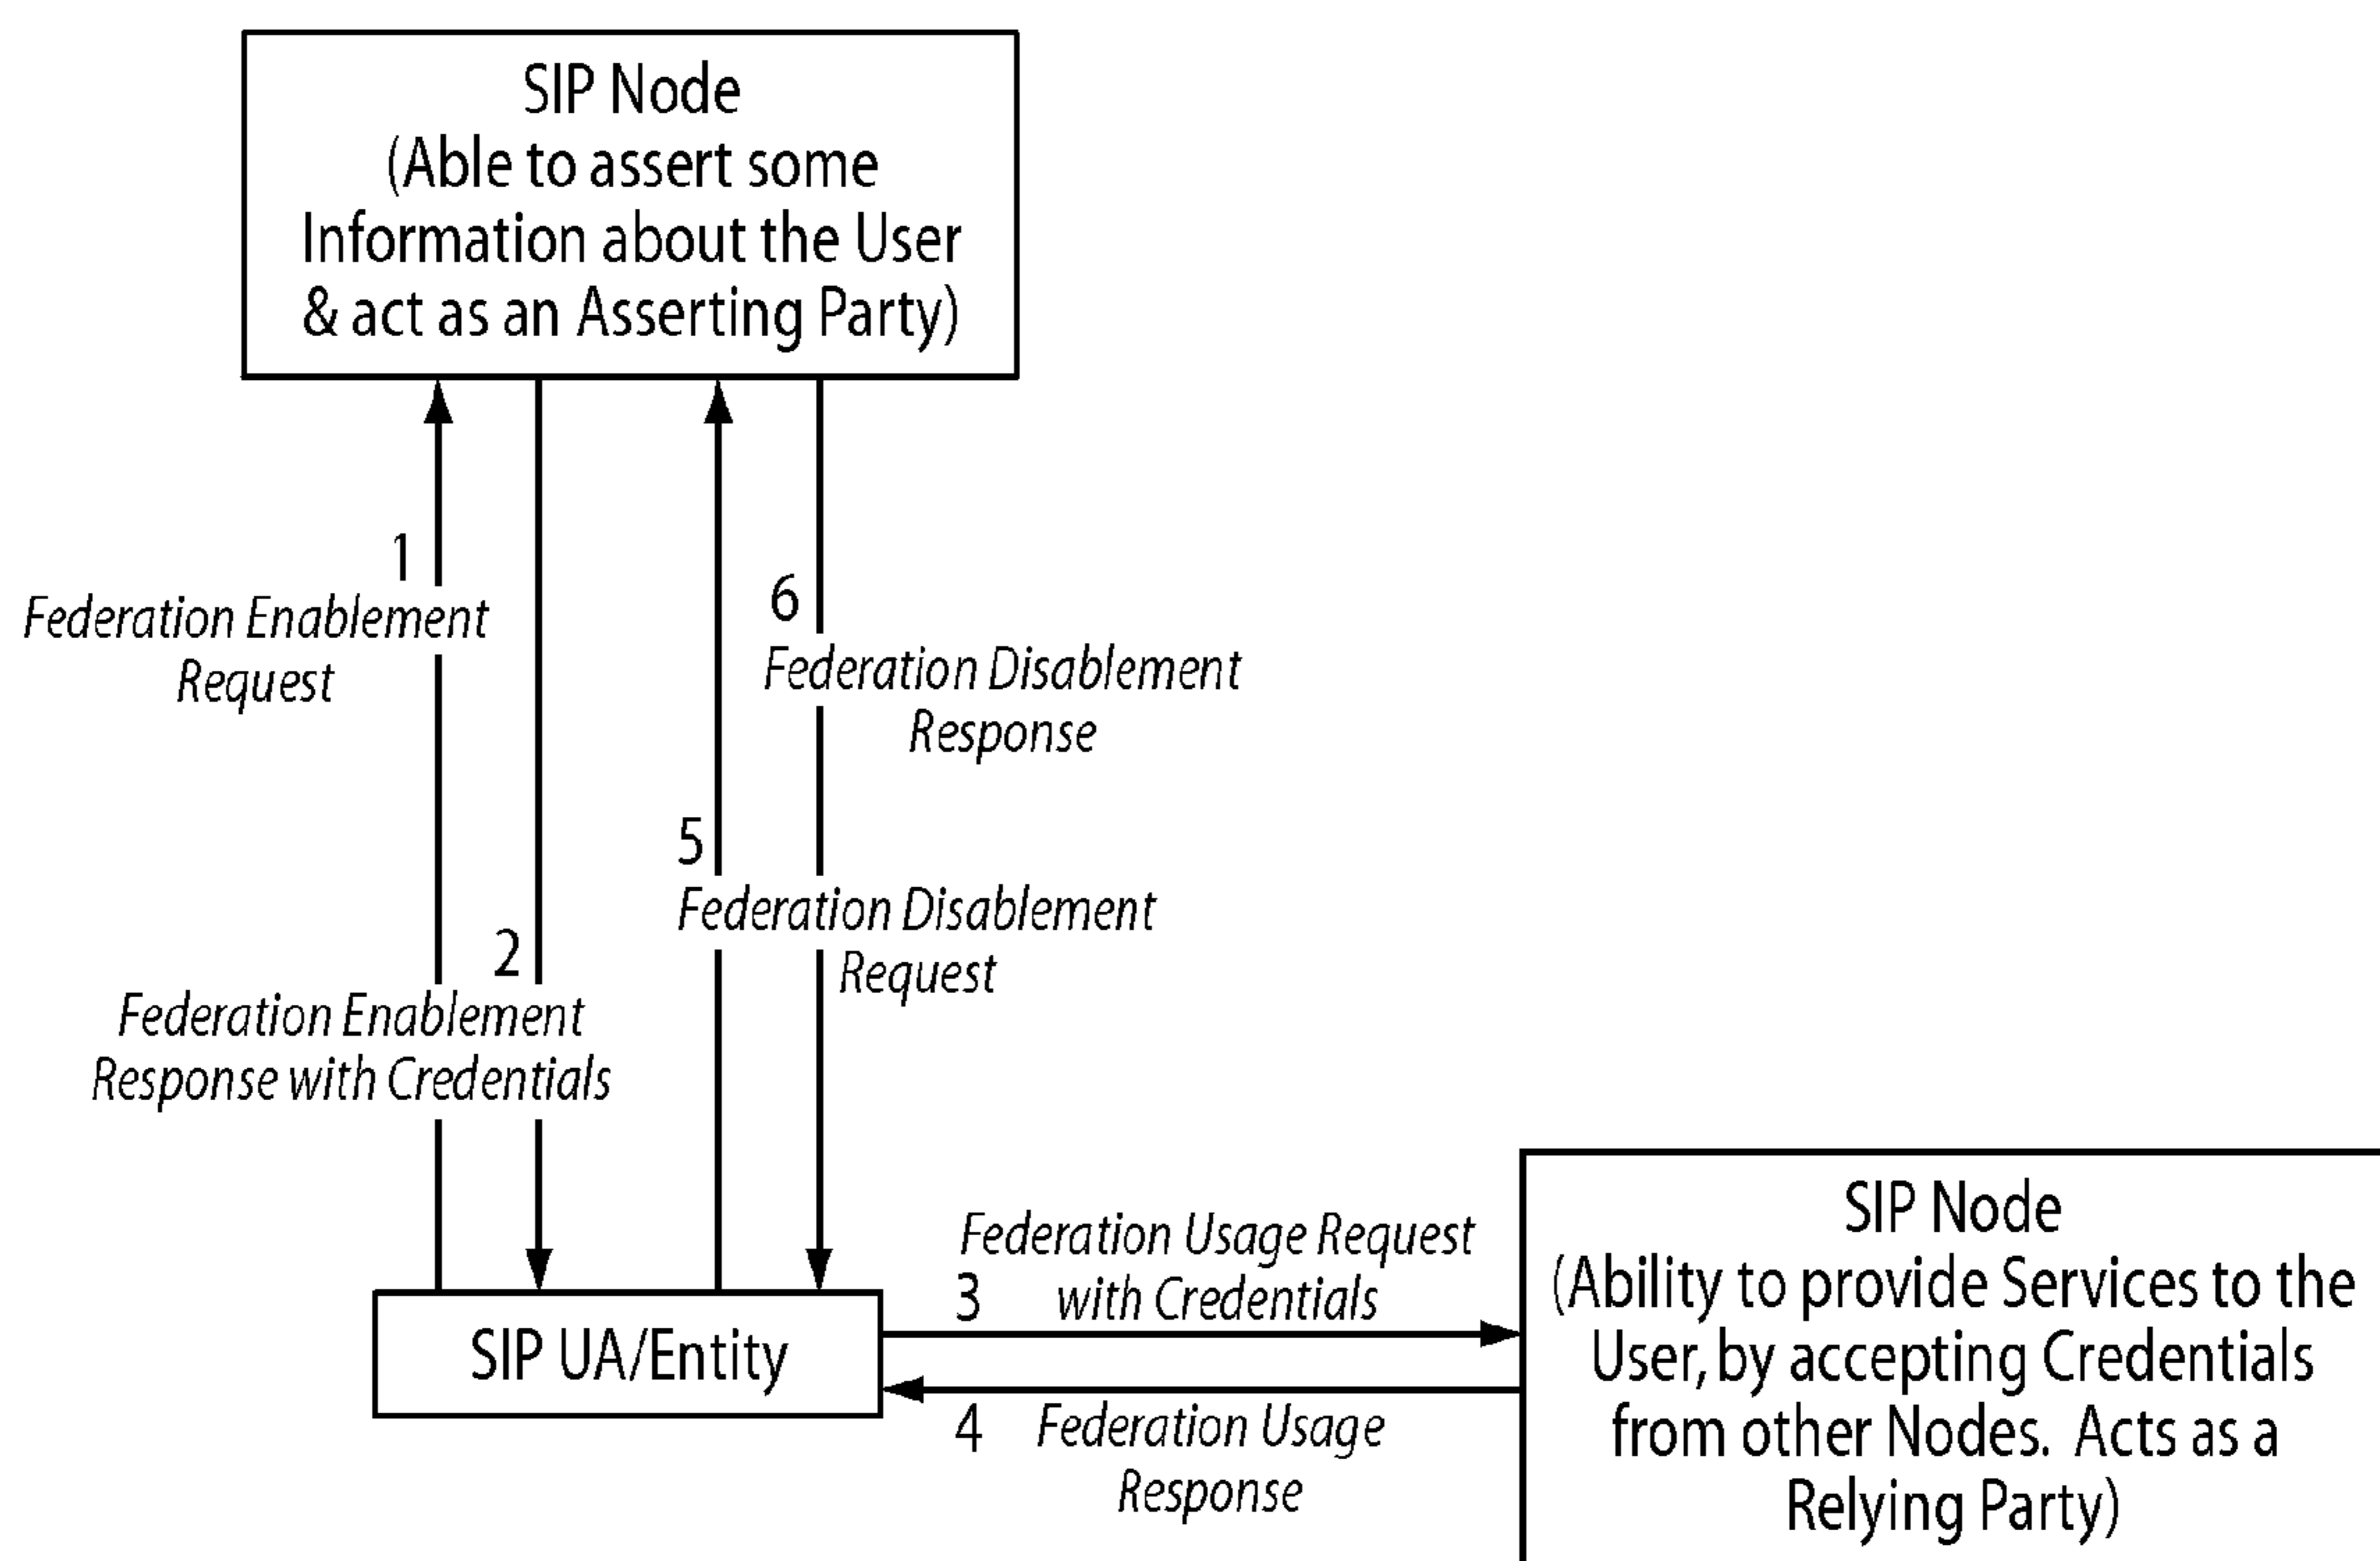 SIP Node
(Able to assert some
Information about the User
& act as an Asserting Party)
1
Federation Enablement
Request
6
Federation Disablement
Response
5
Federation Disablement
Request
2
Federation Enablement
Response with Credentials
SIP UA/Entity
Federation Usage Request
3 with Credentials
4 Federation Usage
Response
SIP Node
(Ability to provide Services to the
User, by accepting Credentials
from other Nodes. Acts as a
Relying Party)